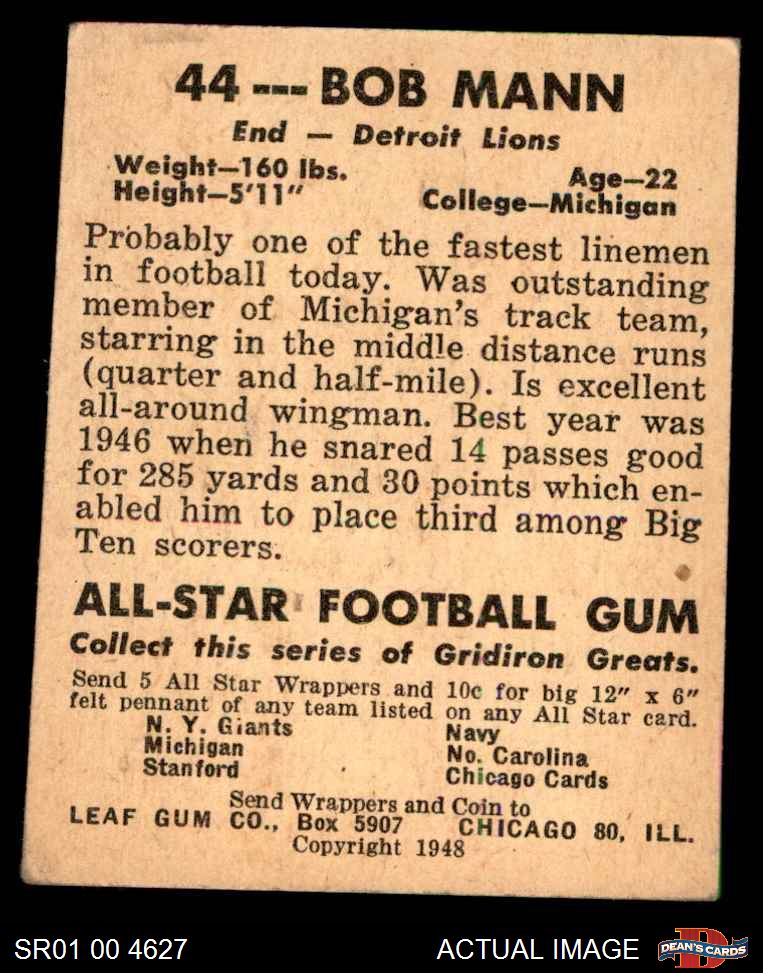 44---BOB MANN
End — Detroit Lions
Weight—160 lbs.
Height—5'11"
Age—22
College—Michigan
Probably one of the fastest linemen
in football today. Was outstanding
member of Michigan's track team,
starring in the middle distance runs
(quarter and half-mile). Is excellent
all-around wingman. Best year was
1946 when he snared 14 passes good
for 285 yards and 30 points which en-
abled him to place third among Big
Ten scorers.
ALL-STAR FOOTBALL GUM
Collect this series of Gridiron Greats.
Send 5 All Star Wrappers and 10c for big 12" x 6"
felt pennant of any team listed on any All Star card.
N. Y. Giants
Michigan
Stanford
Navy
No. Carolina
Chicago Cards
Send Wrappers and Coin to
LEAF GUM CO., Box 5907 CHICAGO 80, ILL.
Copyright 1948
SR01 00 4627
ACTUAL IMAGE
DEAN'S CARDS